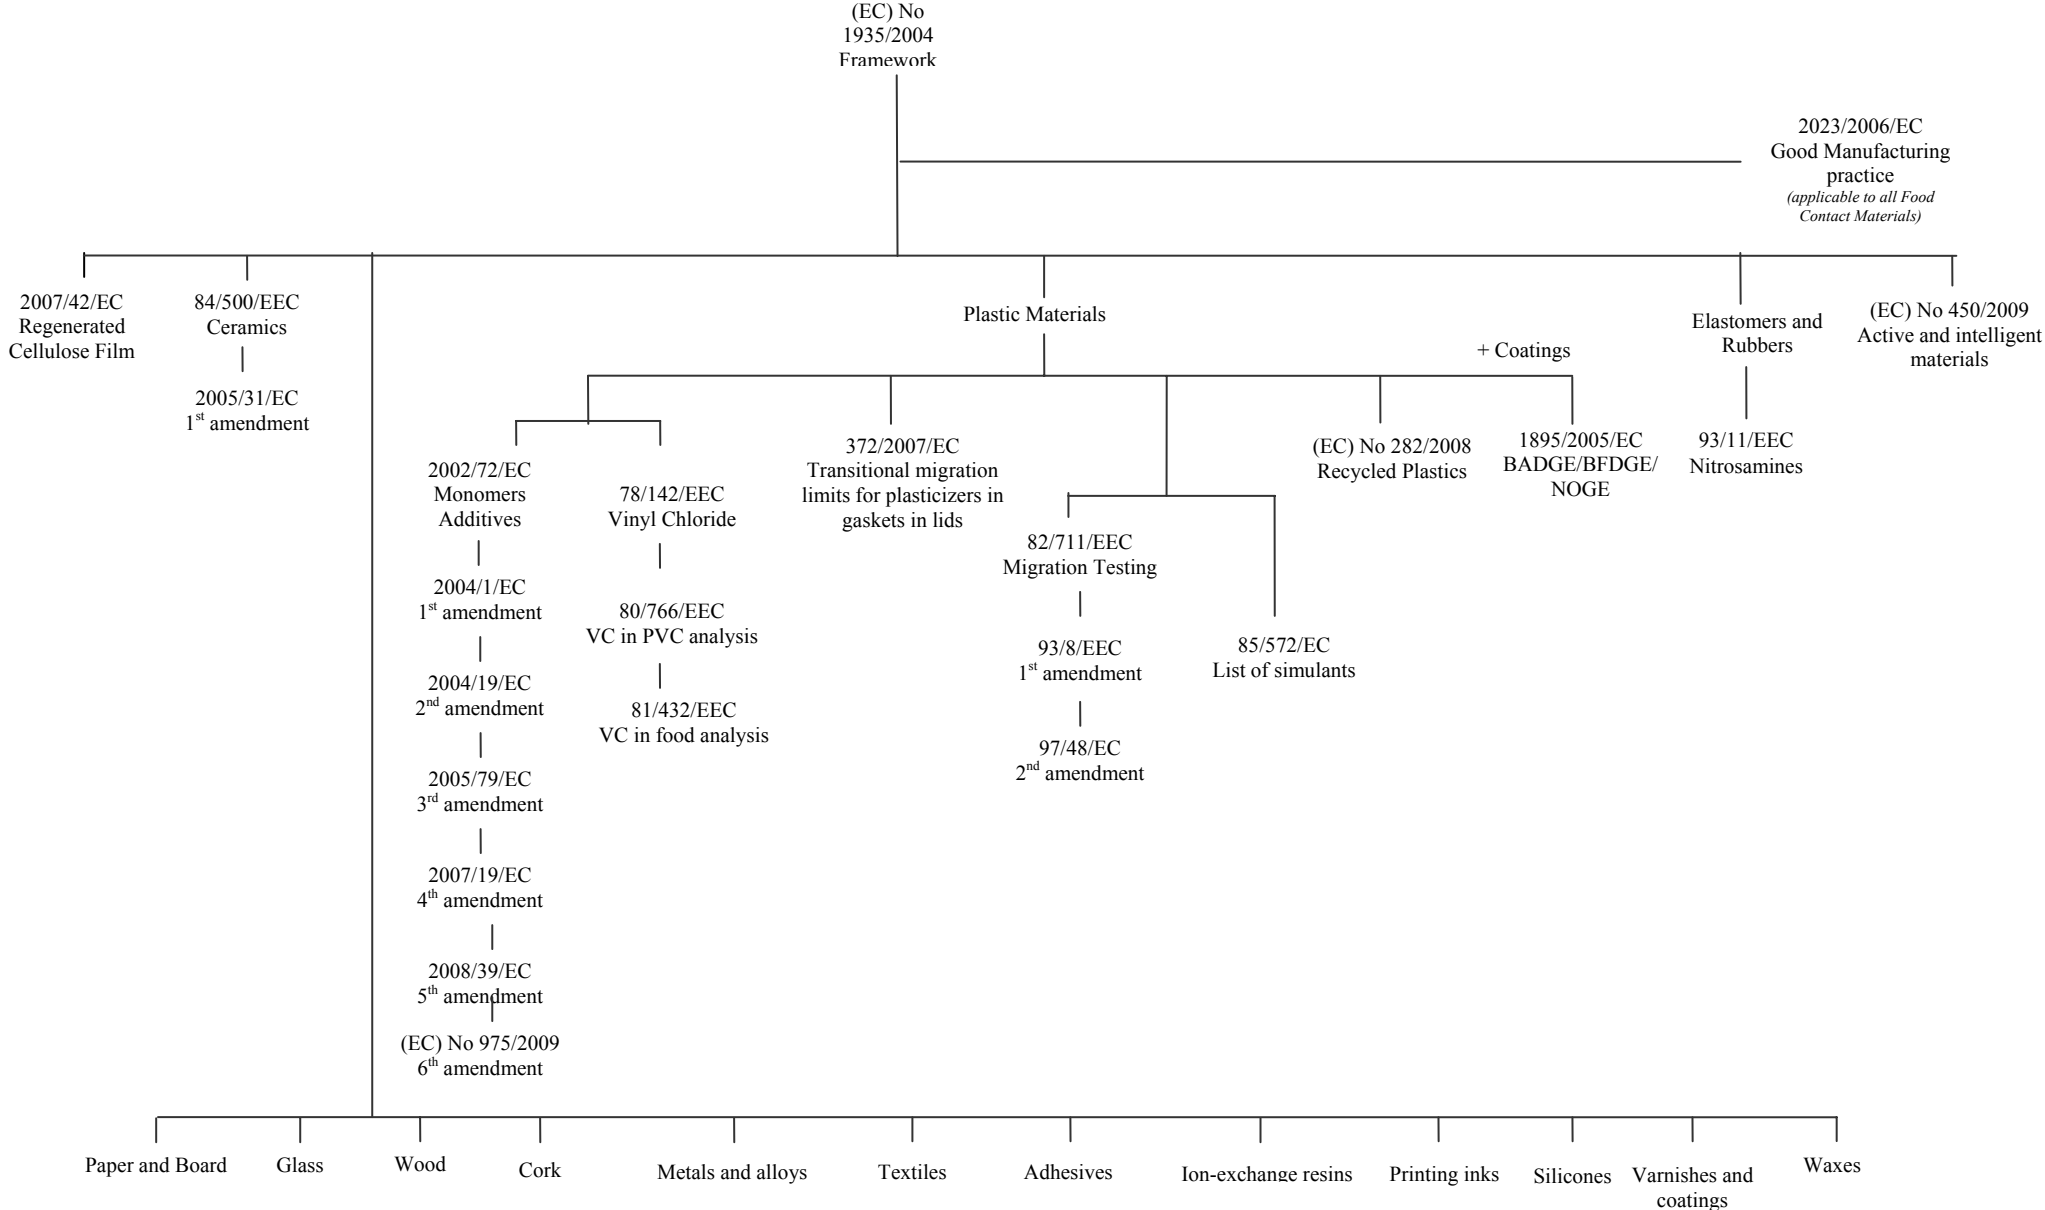 (EC) No
1935/2004
Framework
2023/2006/EC
Good Manufacturing
practice
(applicable to all Food
Contact Materials)
2007/42/EC
Regenerated
Cellulose Film
84/500/EEC
Ceramics
2005/31/EC
1st amendment
Plastic Materials
+ Coatings
Elastomers and
Rubbers
93/11/EEC
Nitrosamines
(EC) No 450/2009
Active and intelligent
materials
2002/72/EC
Monomers
Additives
2004/1/EC
1st amendment
2004/19/EC
2nd amendment
2005/79/EC
3rd amendment
2007/19/EC
4th amendment
2008/39/EC
5th amendment
(EC) No 975/2009
6th amendment
78/142/EEC
Vinyl Chloride
80/766/EEC
VC in PVC analysis
81/432/EEC
VC in food analysis
372/2007/EC
Transitional migration
limits for plasticizers in
gaskets in lids
82/711/EEC
Migration Testing
93/8/EEC
1st amendment
97/48/EC
2nd amendment
85/572/EC
List of simulants
(EC) No 282/2008
Recycled Plastics
1895/2005/EC
BADGE/BFDGE/
NOGE
Paper and Board
Glass
Wood
Cork
Metals and alloys
Textiles
Adhesives
Ion-exchange resins
Printing inks
Silicones
Varnishes and
coatings
Waxes